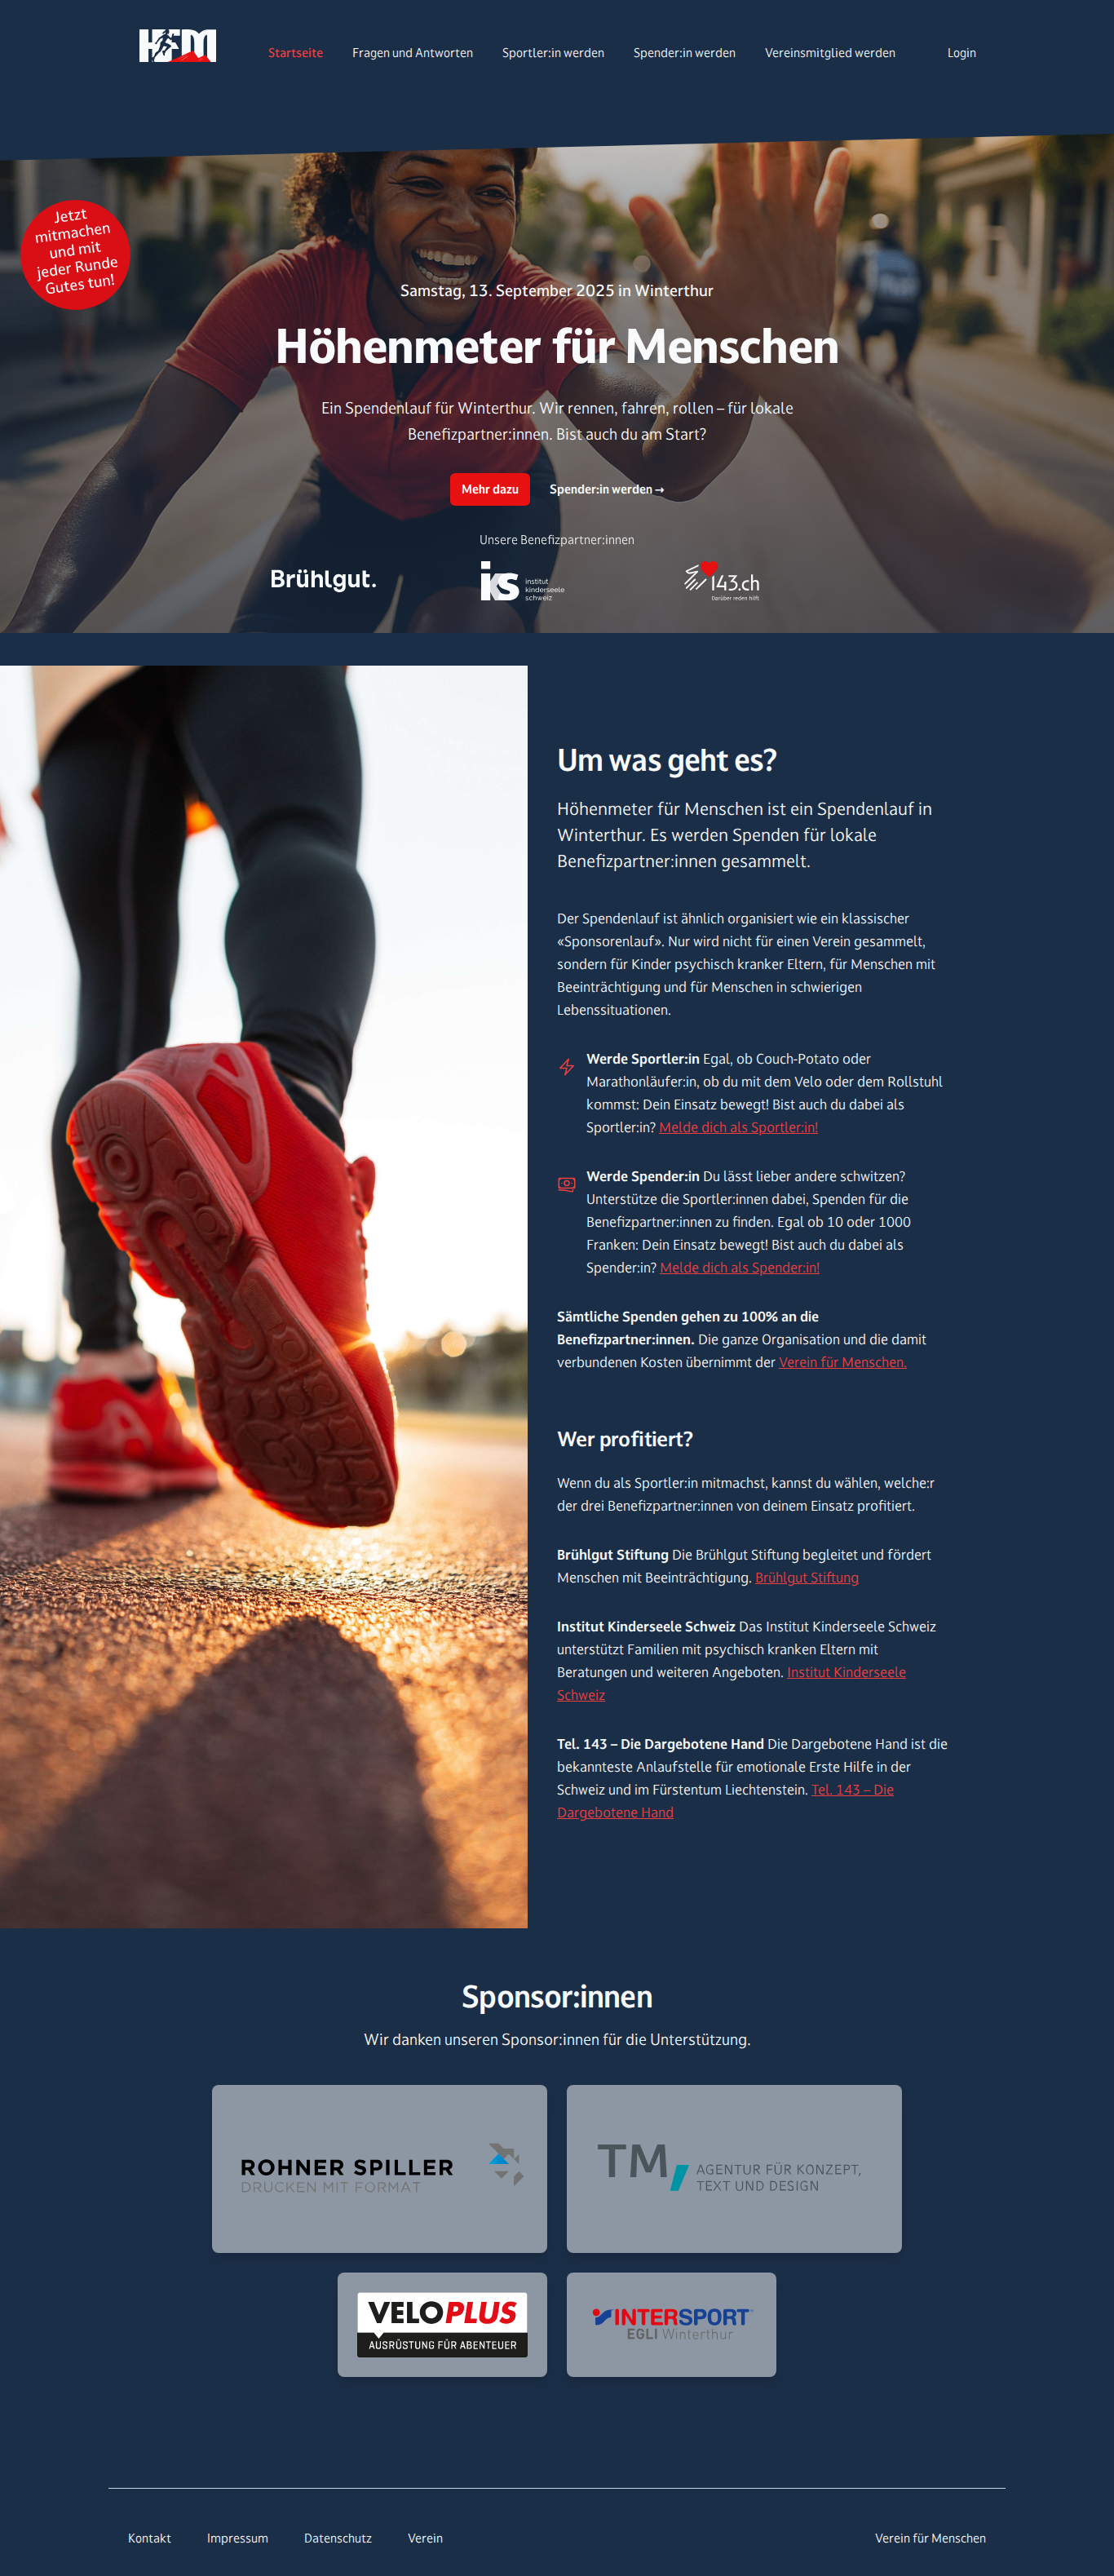 HFM
Startseite
Fragen und Antworten
Sportler:in werden
Spender:in werden
Vereinsmitglied werden
Login
Jetzt
mitmachen
und mit
jeder Runde
Gutes tun!
Samstag, 13. September 2025 in Winterthur
Höhenmeter für Menschen
Ein Spendenlauf für Winterthur. Wir rennen, fahren, rollen – für lokale
Benefizpartner:innen. Bist auch du am Start?
Mehr dazu
Spender:in werden →
Unsere Benefizpartner:innen
Brühlgut.
iks
institut
kinderseele
schweiz
143.ch
Darüber reden hilft
Um was geht es?
Höhenmeter für Menschen ist ein Spendenlauf in
Winterthur. Es werden Spenden für lokale
Benefizpartner:innen gesammelt.
Der Spendenlauf ist ähnlich organisiert wie ein klassischer
«Sponsorenlauf». Nur wird nicht für einen Verein gesammelt,
sondern für Kinder psychisch kranker Eltern, für Menschen mit
Beeinträchtigung und für Menschen in schwierigen
Lebenssituationen.
Werde Sportler:in Egal, ob Couch-Potato oder
Marathonläufer:in, ob du mit dem Velo oder dem Rollstuhl
kommst: Dein Einsatz bewegt! Bist auch du dabei als
Sportler:in? Melde dich als Sportler:in!
Werde Spender:in Du lässt lieber andere schwitzen?
Unterstütze die Sportler:innen dabei, Spenden für die
Benefizpartner:innen zu finden. Egal ob 10 oder 1000
Franken: Dein Einsatz bewegt! Bist auch du dabei als
Spender:in? Melde dich als Spender:in!
Sämtliche Spenden gehen zu 100% an die
Benefizpartner:innen. Die ganze Organisation und die damit
verbundenen Kosten übernimmt der Verein für Menschen.
Wer profitiert?
Wenn du als Sportler:in mitmachst, kannst du wählen, welche:r
der drei Benefizpartner:innen von deinem Einsatz profitiert.
Brühlgut Stiftung Die Brühlgut Stiftung begleitet und fördert
Menschen mit Beeinträchtigung. Brühlgut Stiftung
Institut Kinderseele Schweiz Das Institut Kinderseele Schweiz
unterstützt Familien mit psychisch kranken Eltern mit
Beratungen und weiteren Angeboten. Institut Kinderseele
Schweiz
Tel. 143 – Die Dargebotene Hand Die Dargebotene Hand ist die
bekannteste Anlaufstelle für emotionale Erste Hilfe in der
Schweiz und im Fürstentum Liechtenstein. Tel. 143 – Die
Dargebotene Hand
Sponsor:innen
Wir danken unseren Sponsor:innen für die Unterstützung.
ROHNER SPILLER
DRUCKEN MIT FORMAT
TM
AGENTUR FÜR KONZEPT,
TEXT UND DESIGN
VELOPLUS
AUSRÜSTUNG FÜR ABENTEUER
INTERSPORT
EGLI Winterthur
Kontakt
Impressum
Datenschutz
Verein
Verein für Menschen